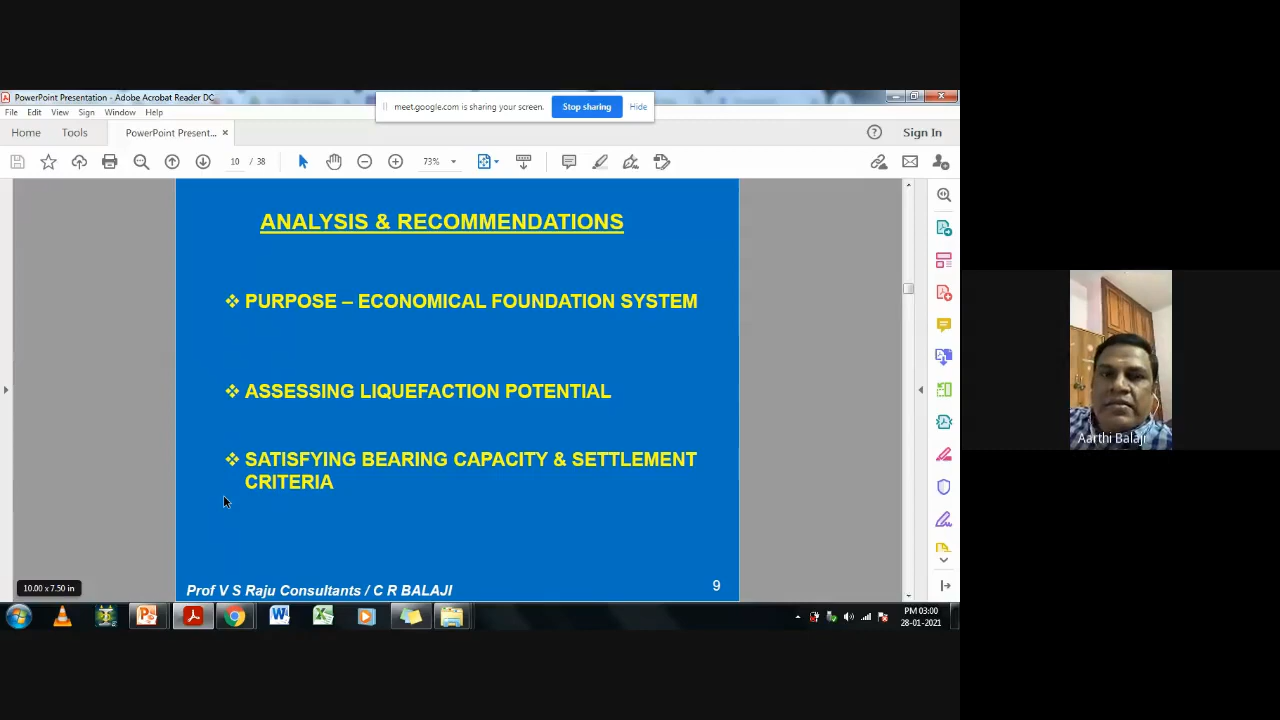 PowerPoint Presentation - Adobe Acrobat Reader DC
File Edit View Sign Window Help
meet.google.com is sharing your screen. Stop sharing Hide
Home Tools PowerPoint Present... × Sign In
10 / 38 73%
ANALYSIS & RECOMMENDATIONS
❖ PURPOSE – ECONOMICAL FOUNDATION SYSTEM
❖ ASSESSING LIQUEFACTION POTENTIAL
❖ SATISFYING BEARING CAPACITY & SETTLEMENT
CRITERIA
Prof V S Raju Consultants / C R BALAJI 9
10.00 x 7.50 in
PM 03:00
28-01-2021
Aarthi Balaji